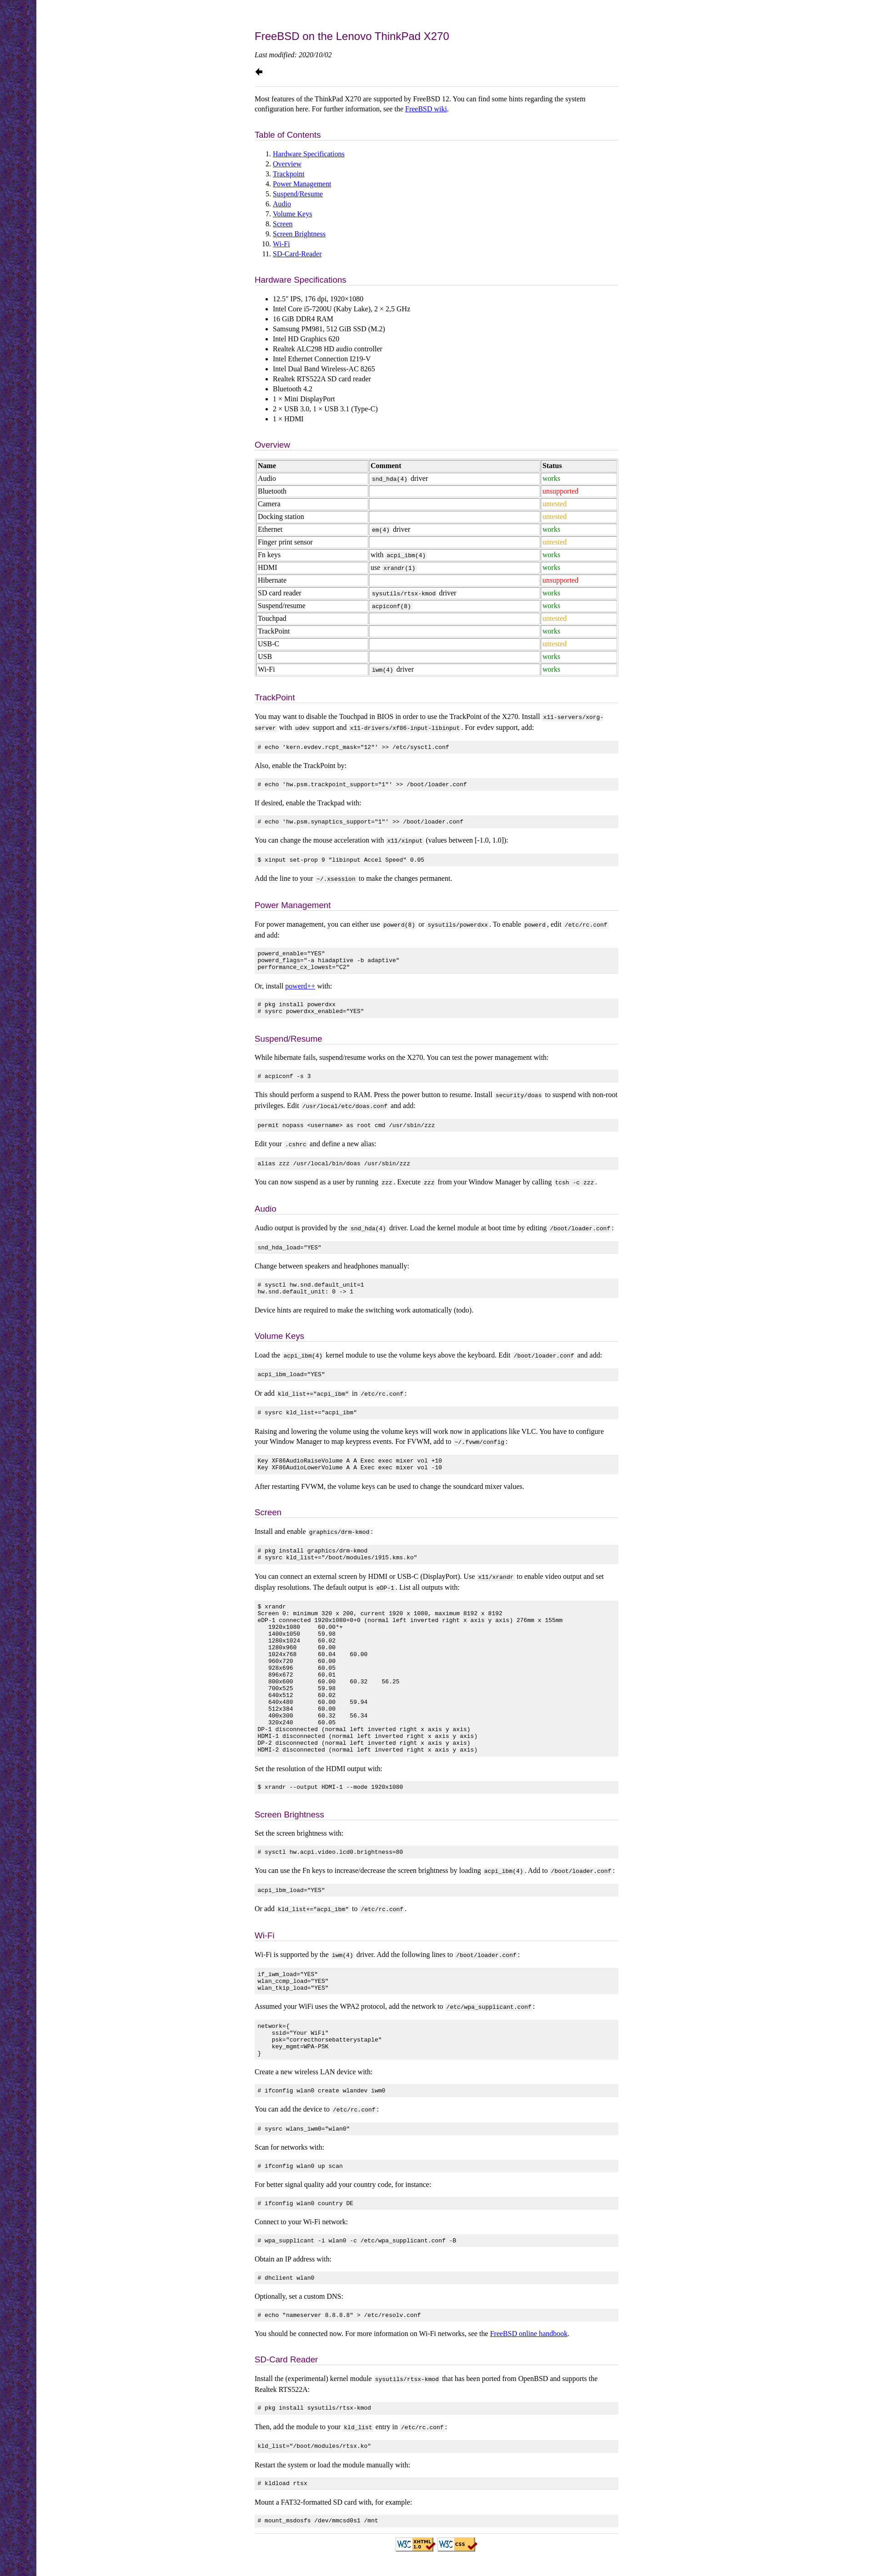 FreeBSD on the Lenovo ThinkPad X270
Last modified: 2020/10/02
Most features of the ThinkPad X270 are supported by FreeBSD 12. You can find some hints regarding the system
configuration here. For further information, see the FreeBSD wiki.
Table of Contents
1. Hardware Specifications
2. Overview
3. Trackpoint
4. Power Management
5. Suspend/Resume
6. Audio
7. Volume Keys
8. Screen
9. Screen Brightness
10. Wi-Fi
11. SD-Card-Reader
Hardware Specifications
• 12.5″ IPS, 176 dpi, 1920×1080
• Intel Core i5-7200U (Kaby Lake), 2 × 2,5 GHz
• 16 GiB DDR4 RAM
• Samsung PM981, 512 GiB SSD (M.2)
• Intel HD Graphics 620
• Realtek ALC298 HD audio controller
• Intel Ethernet Connection I219-V
• Intel Dual Band Wireless-AC 8265
• Realtek RTS522A SD card reader
• Bluetooth 4.2
• 1 × Mini DisplayPort
• 2 × USB 3.0, 1 × USB 3.1 (Type-C)
• 1 × HDMI
Overview
Name Comment Status
Audio snd_hda(4) driver works
Bluetooth unsupported
Camera untested
Docking station untested
Ethernet em(4) driver works
Finger print sensor untested
Fn keys with acpi_ibm(4) works
HDMI use xrandr(1) works
Hibernate unsupported
SD card reader sysutils/rtsx-kmod driver works
Suspend/resume acpiconf(8) works
Touchpad untested
TrackPoint works
USB-C untested
USB works
Wi-Fi iwm(4) driver works
TrackPoint
You may want to disable the Touchpad in BIOS in order to use the TrackPoint of the X270. Install x11-servers/xorg-
server with udev support and x11-drivers/xf86-input-libinput. For evdev support, add:
# echo 'kern.evdev.rcpt_mask="12"' >> /etc/sysctl.conf
Also, enable the TrackPoint by:
# echo 'hw.psm.trackpoint_support="1"' >> /boot/loader.conf
If desired, enable the Trackpad with:
# echo 'hw.psm.synaptics_support="1"' >> /boot/loader.conf
You can change the mouse acceleration with x11/xinput (values between [-1.0, 1.0]):
$ xinput set-prop 9 "libinput Accel Speed" 0.05
Add the line to your ~/.xsession to make the changes permanent.
Power Management
For power management, you can either use powerd(8) or sysutils/powerdxx. To enable powerd, edit /etc/rc.conf
and add:
powerd_enable="YES"
powerd_flags="-a hiadaptive -b adaptive"
performance_cx_lowest="C2"
Or, install powerd++ with:
# pkg install powerdxx
# sysrc powerdxx_enabled="YES"
Suspend/Resume
While hibernate fails, suspend/resume works on the X270. You can test the power management with:
# acpiconf -s 3
This should perform a suspend to RAM. Press the power button to resume. Install security/doas to suspend with non-root
privileges. Edit /usr/local/etc/doas.conf and add:
permit nopass <username> as root cmd /usr/sbin/zzz
Edit your .cshrc and define a new alias:
alias zzz /usr/local/bin/doas /usr/sbin/zzz
You can now suspend as a user by running zzz. Execute zzz from your Window Manager by calling tcsh -c zzz.
Audio
Audio output is provided by the snd_hda(4) driver. Load the kernel module at boot time by editing /boot/loader.conf:
snd_hda_load="YES"
Change between speakers and headphones manually:
# sysctl hw.snd.default_unit=1
hw.snd.default_unit: 0 -> 1
Device hints are required to make the switching work automatically (todo).
Volume Keys
Load the acpi_ibm(4) kernel module to use the volume keys above the keyboard. Edit /boot/loader.conf and add:
acpi_ibm_load="YES"
Or add kld_list+="acpi_ibm" in /etc/rc.conf:
# sysrc kld_list+="acpi_ibm"
Raising and lowering the volume using the volume keys will work now in applications like VLC. You have to configure
your Window Manager to map keypress events. For FVWM, add to ~/.fvwm/config:
Key XF86AudioRaiseVolume A A Exec exec mixer vol +10
Key XF86AudioLowerVolume A A Exec exec mixer vol -10
After restarting FVWM, the volume keys can be used to change the soundcard mixer values.
Screen
Install and enable graphics/drm-kmod:
# pkg install graphics/drm-kmod
# sysrc kld_list+="/boot/modules/i915.kms.ko"
You can connect an external screen by HDMI or USB-C (DisplayPort). Use x11/xrandr to enable video output and set
display resolutions. The default output is eDP-1. List all outputs with:
$ xrandr
Screen 0: minimum 320 x 200, current 1920 x 1080, maximum 8192 x 8192
eDP-1 connected 1920x1080+0+0 (normal left inverted right x axis y axis) 276mm x 155mm
1920x1080 60.00*+
1400x1050 59.98
1280x1024 60.02
1280x960 60.00
1024x768 60.04 60.00
960x720 60.00
928x696 60.05
896x672 60.01
800x600 60.00 60.32 56.25
700x525 59.98
640x512 60.02
640x480 60.00 59.94
512x384 60.00
400x300 60.32 56.34
320x240 60.05
DP-1 disconnected (normal left inverted right x axis y axis)
HDMI-1 disconnected (normal left inverted right x axis y axis)
DP-2 disconnected (normal left inverted right x axis y axis)
HDMI-2 disconnected (normal left inverted right x axis y axis)
Set the resolution of the HDMI output with:
$ xrandr --output HDMI-1 --mode 1920x1080
Screen Brightness
Set the screen brightness with:
# sysctl hw.acpi.video.lcd0.brightness=80
You can use the Fn keys to increase/decrease the screen brightness by loading acpi_ibm(4). Add to /boot/loader.conf:
acpi_ibm_load="YES"
Or add kld_list+="acpi_ibm" to /etc/rc.conf.
Wi-Fi
Wi-Fi is supported by the iwm(4) driver. Add the following lines to /boot/loader.conf:
if_iwm_load="YES"
wlan_ccmp_load="YES"
wlan_tkip_load="YES"
Assumed your WiFi uses the WPA2 protocol, add the network to /etc/wpa_supplicant.conf:
network={
ssid="Your WiFi"
psk="correcthorsebatterystaple"
key_mgmt=WPA-PSK
}
Create a new wireless LAN device with:
# ifconfig wlan0 create wlandev iwm0
You can add the device to /etc/rc.conf:
# sysrc wlans_iwm0="wlan0"
Scan for networks with:
# ifconfig wlan0 up scan
For better signal quality add your country code, for instance:
# ifconfig wlan0 country DE
Connect to your Wi-Fi network:
# wpa_supplicant -i wlan0 -c /etc/wpa_supplicant.conf -B
Obtain an IP address with:
# dhclient wlan0
Optionally, set a custom DNS:
# echo "nameserver 8.8.8.8" > /etc/resolv.conf
You should be connected now. For more information on Wi-Fi networks, see the FreeBSD online handbook.
SD-Card Reader
Install the (experimental) kernel module sysutils/rtsx-kmod that has been ported from OpenBSD and supports the
Realtek RTS522A:
# pkg install sysutils/rtsx-kmod
Then, add the module to your kld_list entry in /etc/rc.conf:
kld_list="/boot/modules/rtsx.ko"
Restart the system or load the module manually with:
# kldload rtsx
Mount a FAT32-formatted SD card with, for example:
# mount_msdosfs /dev/mmcsd0s1 /mnt
W3C XHTML 1.0 W3C CSS